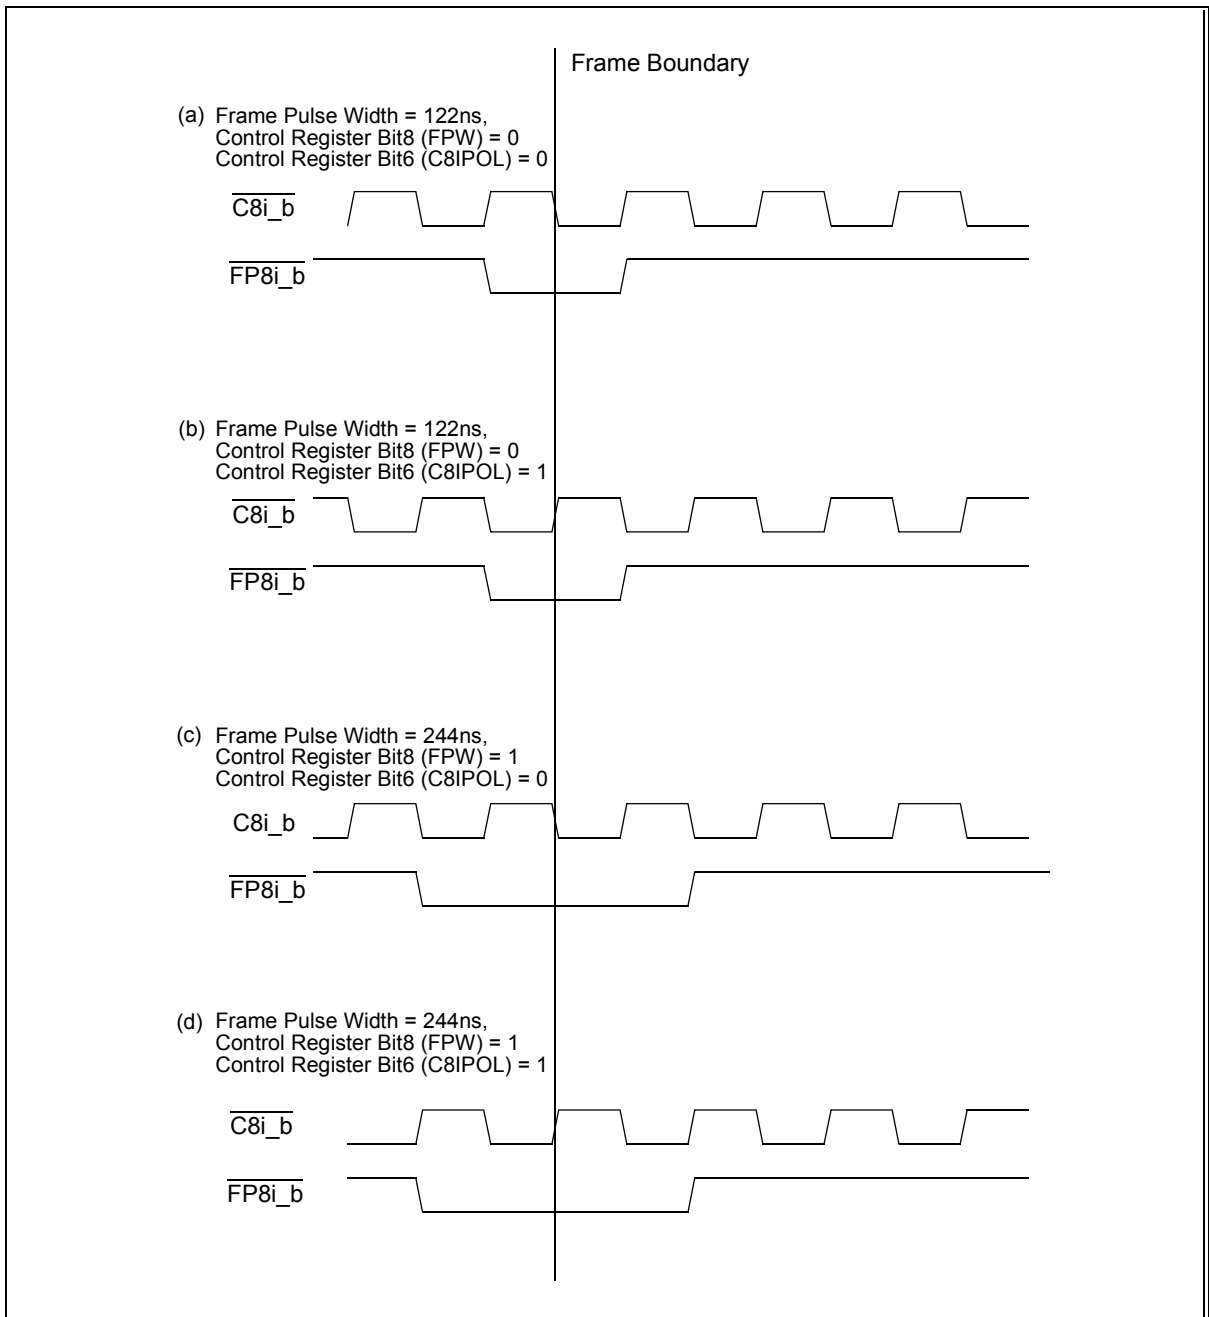 Frame Boundary
(a) Frame Pulse Width = 122ns,
Control Register Bit8 (FPW) = 0
Control Register Bit6 (C8IPOL) = 0
C8i_b
FP8i_b
(b) Frame Pulse Width = 122ns,
Control Register Bit8 (FPW) = 0
Control Register Bit6 (C8IPOL) = 1
C8i_b
FP8i_b
(c) Frame Pulse Width = 244ns,
Control Register Bit8 (FPW) = 1
Control Register Bit6 (C8IPOL) = 0
C8i_b
FP8i_b
(d) Frame Pulse Width = 244ns,
Control Register Bit8 (FPW) = 1
Control Register Bit6 (C8IPOL) = 1
C8i_b
FP8i_b